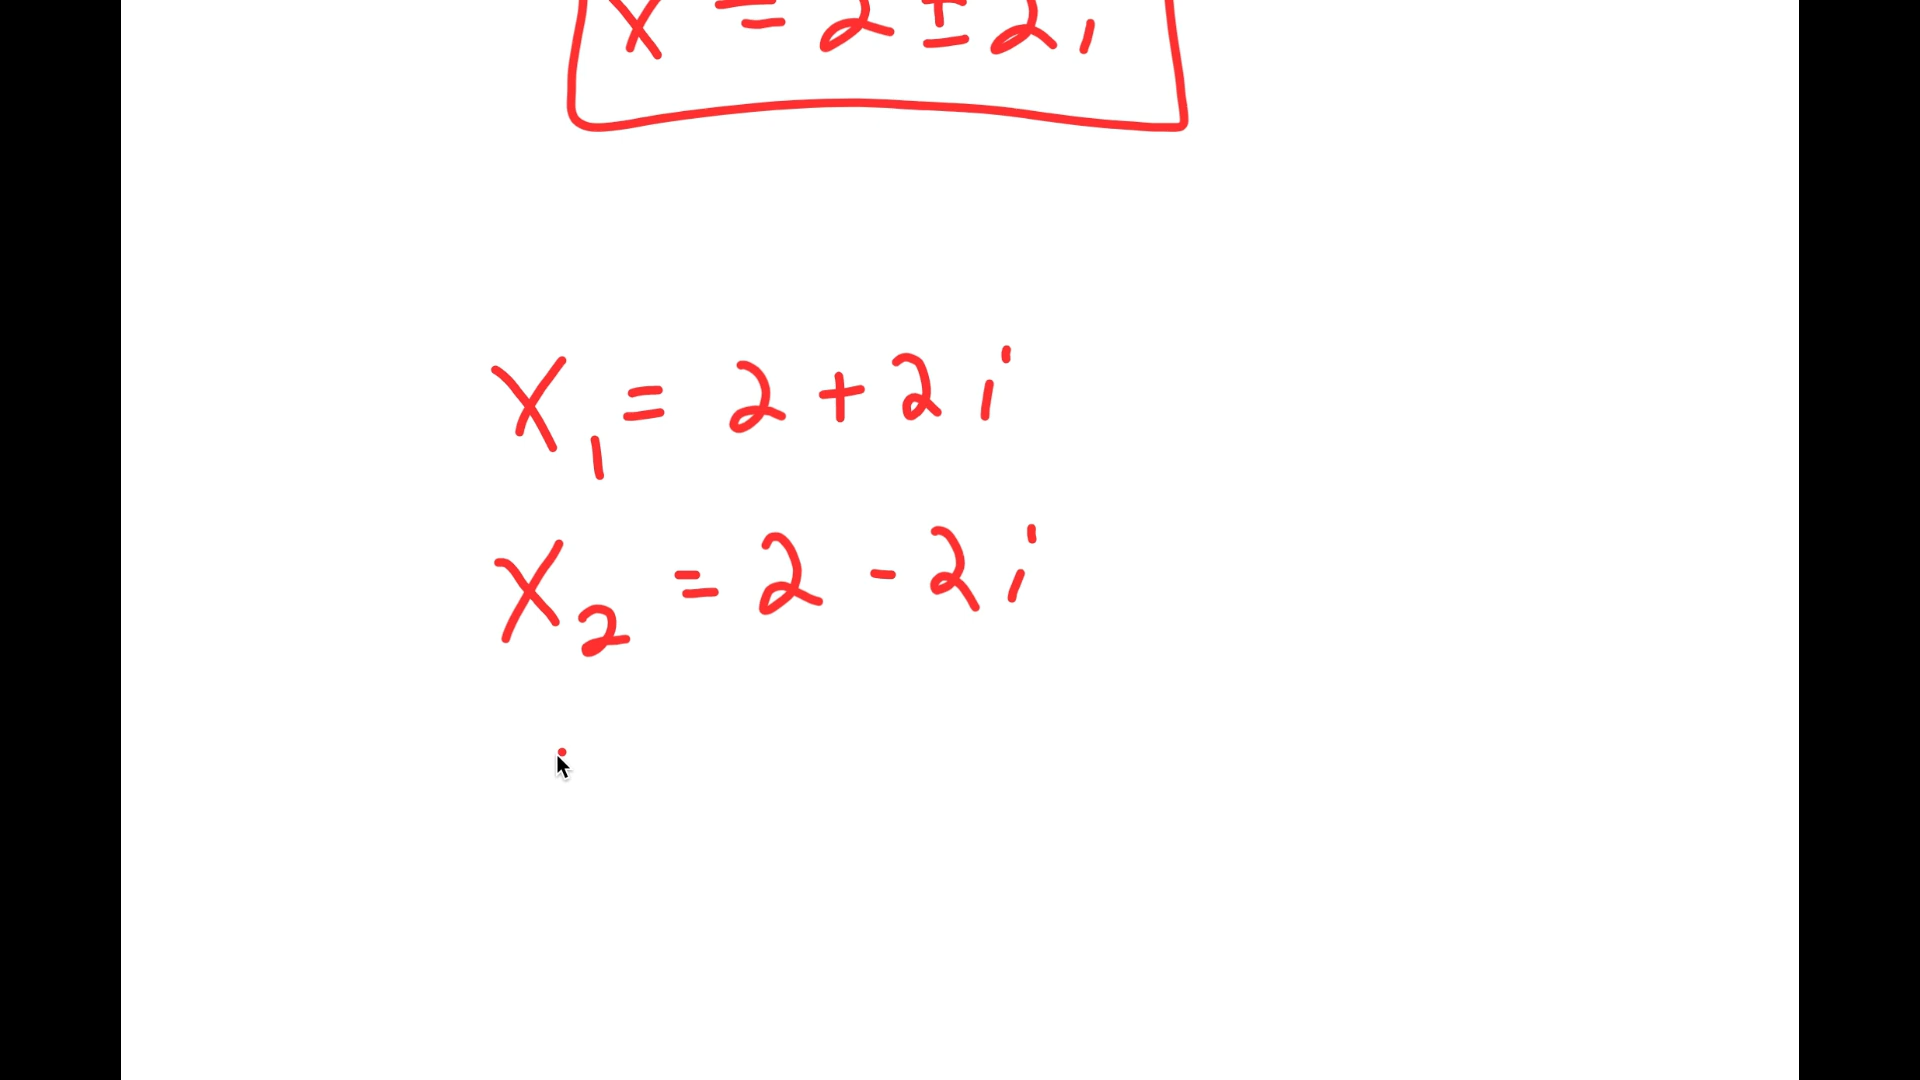 x = 2 ± 2i
x₁ = 2 + 2i
x₂ = 2 - 2i